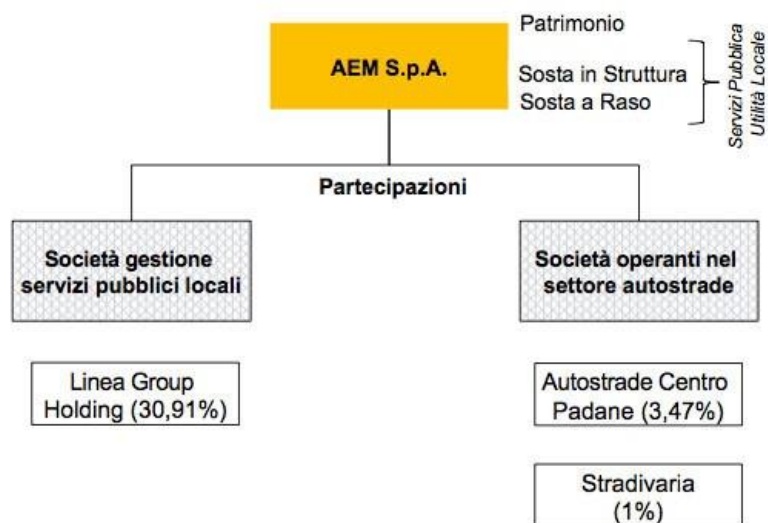 Patrimonio
AEM S.p.A.
Sosta in Struttura
Sosta a Raso
Servizi Pubblica
Utilità Locale
Partecipazioni
Società gestione
servizi pubblici locali
Società operanti nel
settore autostrade
Linea Group
Holding (30,91%)
Autostrade Centro
Padane (3,47%)
Stradivaria
(1%)